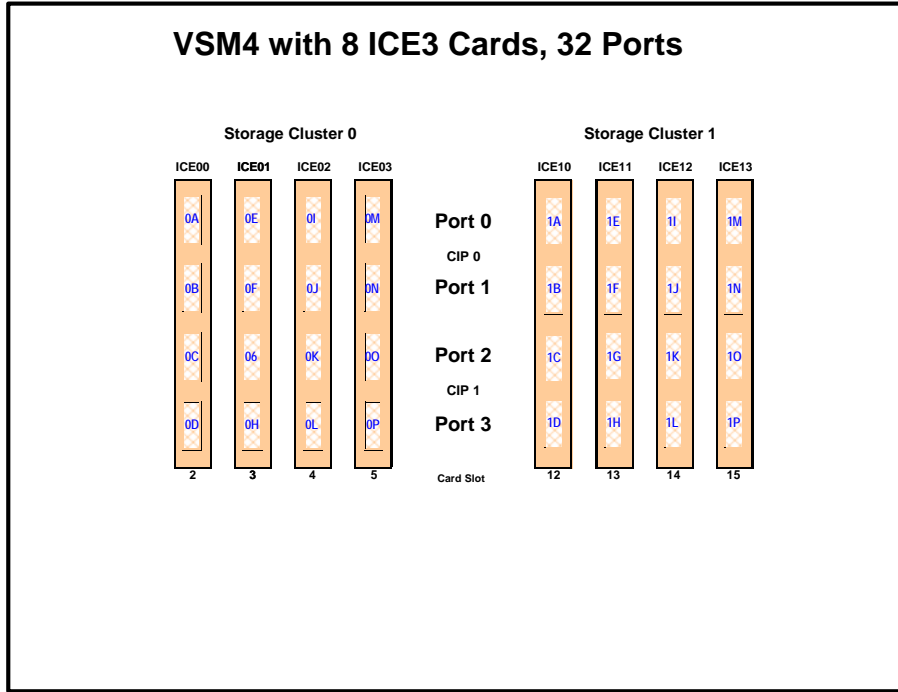 VSM4 with 8 ICE3 Cards, 32 Ports
Storage Cluster 0 Storage Cluster 1
ICE00 ICE01 ICE02 ICE03 ICE10 ICE11 ICE12 ICE13
0A 0E 0I 0M Port 0 1A 1E 1I 1M
CIP 0
0B 0F 0J 0N Port 1 1B 1F 1J 1N
0C 06 0K 0O Port 2 1C 1G 1K 1O
CIP 1
0D 0H 0L 0P Port 3 1D 1H 1L 1P
2 3 4 5 Card Slot 12 13 14 15